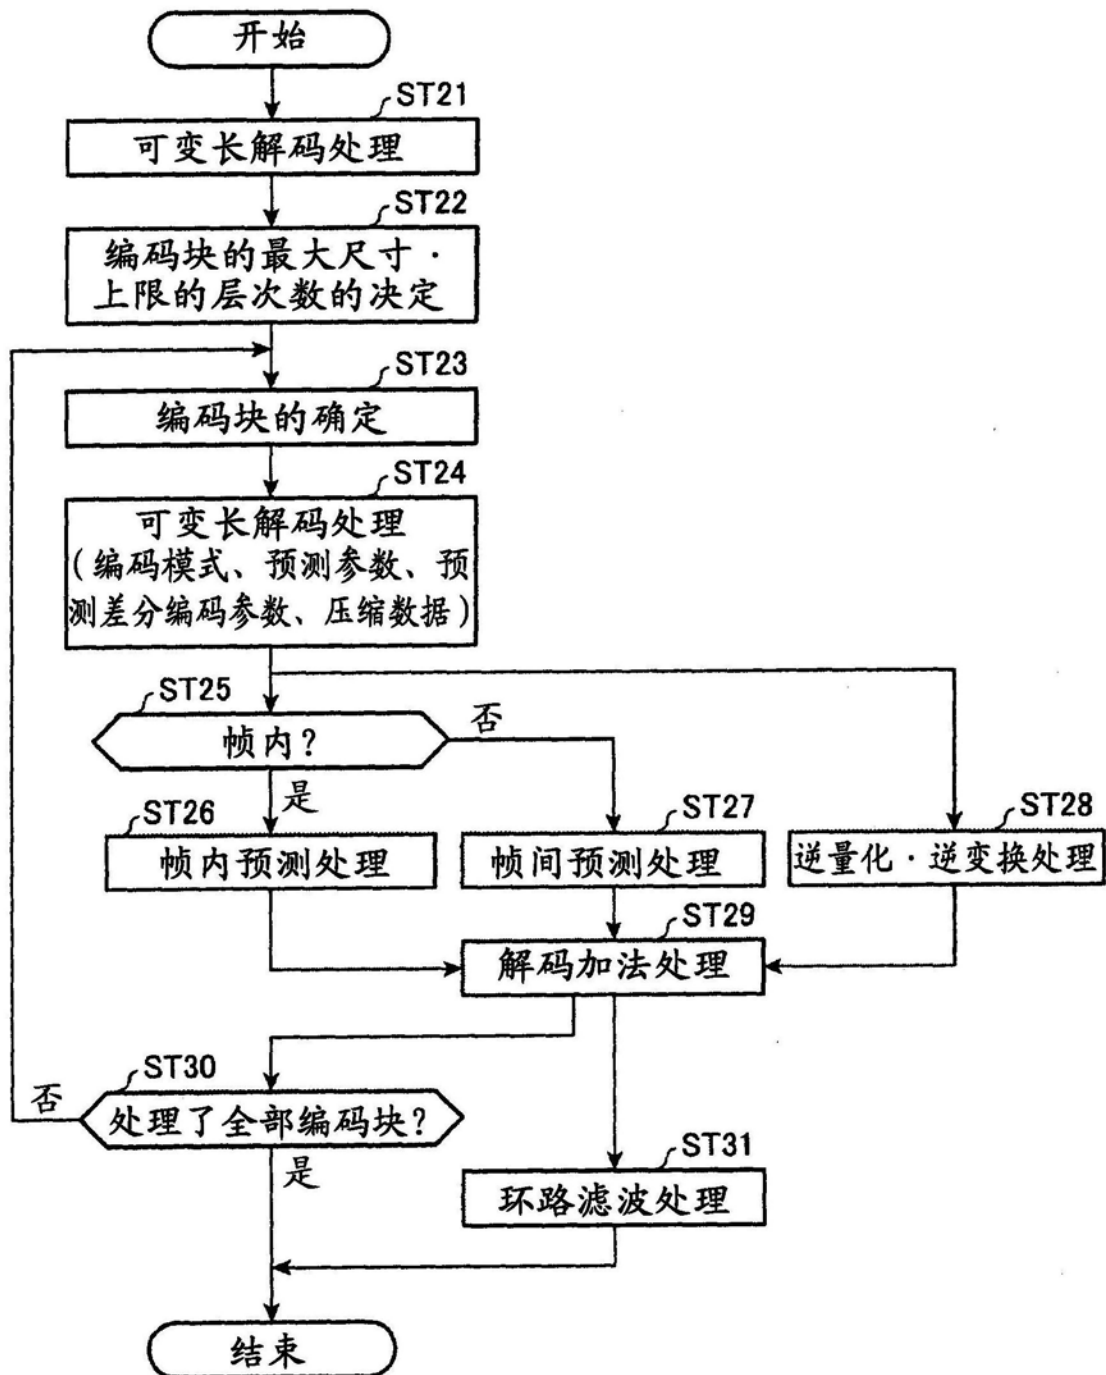 开始
ST21
可变长解码处理
ST22
编码块的最大尺寸·
上限的层次数的决定
ST23
编码块的确定
ST24
可变长解码处理
(编码模式、预测参数、预
测差分编码参数、压缩数据)
ST25
帧内?
否
是
ST26
帧内预测处理
ST27
帧间预测处理
ST28
逆量化·逆变换处理
ST29
解码加法处理
ST30
处理了全部编码块?
否
是
ST31
环路滤波处理
结束